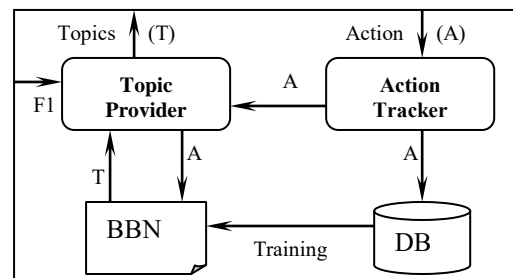 Topics (T) Action (A)
Topic Provider
Action Tracker
A
F1
A
A
T
BBN
DB
Training